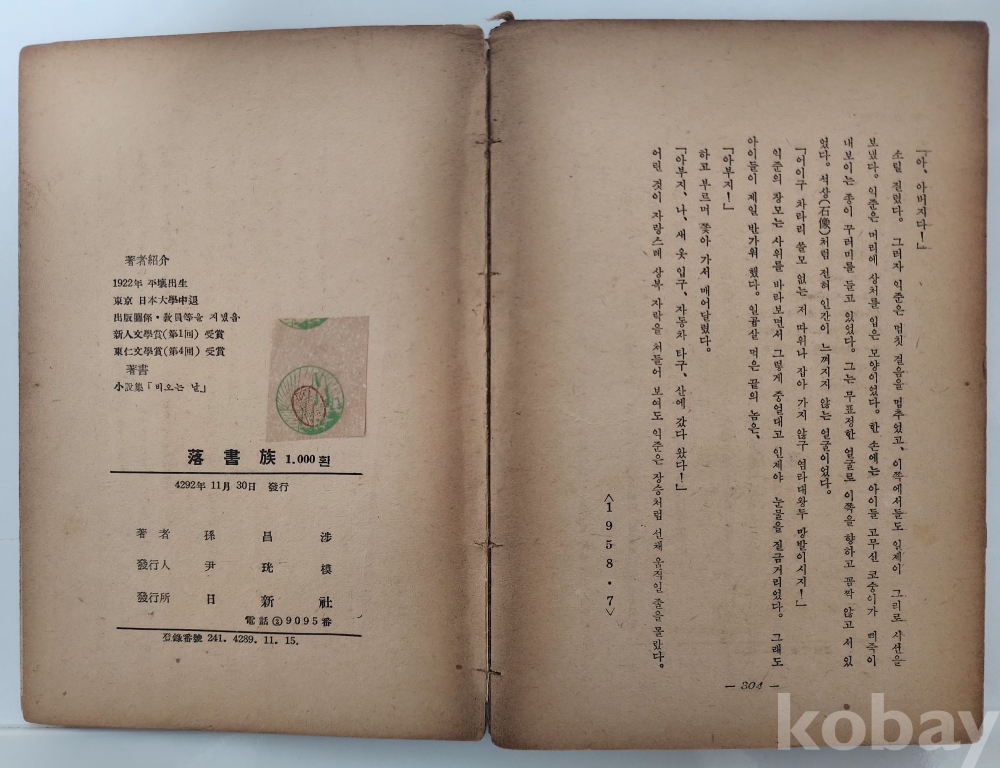 「아, 아버지다!」
소릴 질렀다. 그러자 익준은 멈칫 걸음을 멈추었고, 이쪽에서들도 일제이 그리로 시선을
보냈다. 익준은 머리에 상처를 입은 모양이었다. 한 손에는 아이들 고무신 코숭이가 삐죽이
내보이는 종이 꾸러미를 들고 있었다. 그는 무표정한 얼굴로 이쪽을 향하고 꼼짝 않고 서 있
었다. 석상(石像)처럼 전혀 인간이 느껴지지 않는 얼굴이었다.
「어이구 차라리 쓸모 없는 저 따위나 잡아 가지 않구 염라대왕두 망발이시지!」
익준의 장모는 사위를 바라보면서 그렇게 중얼대고 인제야 눈물을 질금거리었다. 그래도
아이들이 제일 반가워 했다. 일곱살 먹은 끝의 놈은,
「아부지!」
하고 부르며 쫓아 가서 매어달렸다.
「아부지, 나, 새 옷 입구, 자동차 타구, 산에 갔다 왔다!」
어린 것이 자랑스레 상복 자락을 쳐들어 보여도 익준은 장승처럼 선채 움직일 줄을 몰랐다.
<1958·7>
— 304 —
著者紹介
1922年 平壤出生
東京 日本大學中退
出版關係·敎員等을 지냈음
新人文學賞(第1回) 受賞
東仁文學賞(第4回) 受賞
著書
小說集「비오는 날」
落書族 1.000환
4292年 11月 30日 發行
著者 孫昌涉
發行人 尹珖模
發行所 日新社
電話②9095番
登錄番號 241. 4289. 11. 15.
kobay